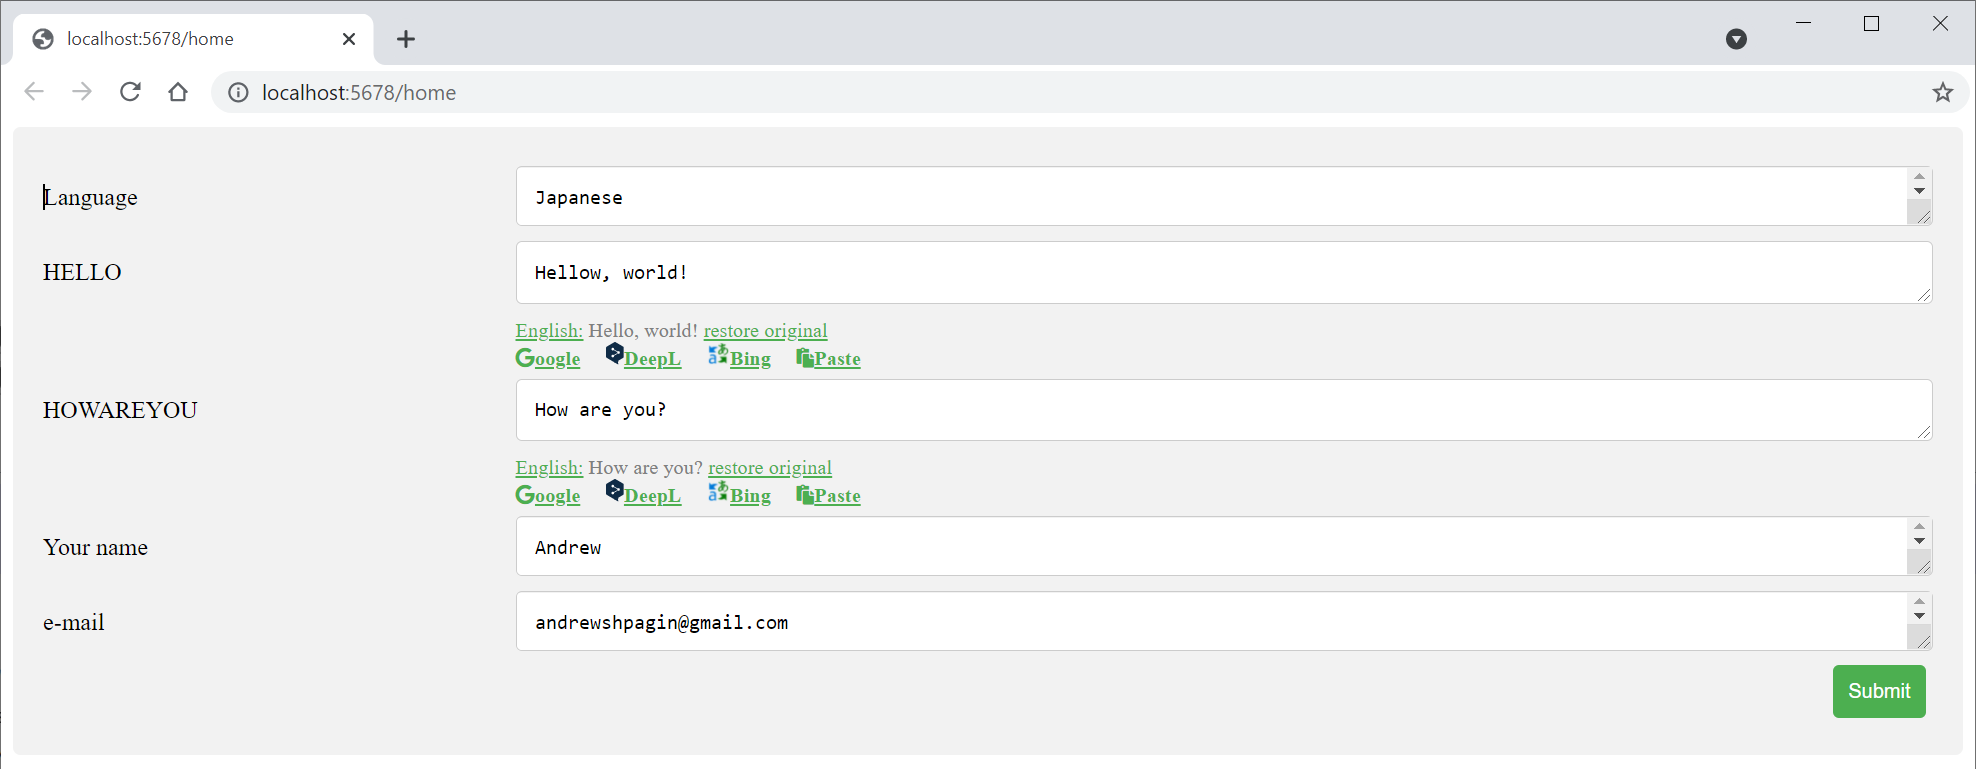 localhost:5678/home
localhost:5678/home
Language
Japanese
HELLO
Hellow, world!
English: Hello, world! restore original
Google DeepL Bing Paste
HOWAREYOU
How are you?
English: How are you? restore original
Google DeepL Bing Paste
Your name
Andrew
e-mail
andrewshpagin@gmail.com
Submit